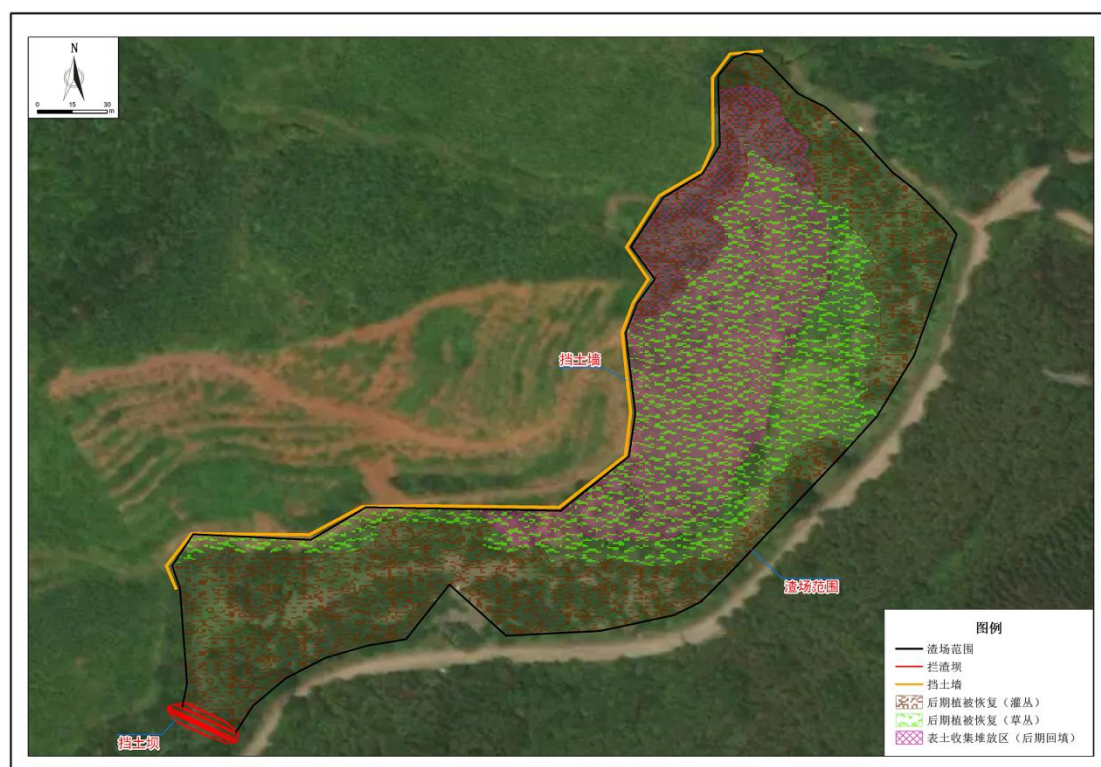 N
0 15 30
m
挡土墙
渣场范围
挡土坝
图例
渣场范围
拦渣坝
挡土墙
后期植被恢复（灌丛）
后期植被恢复（草丛）
表土收集堆放区（后期回填）